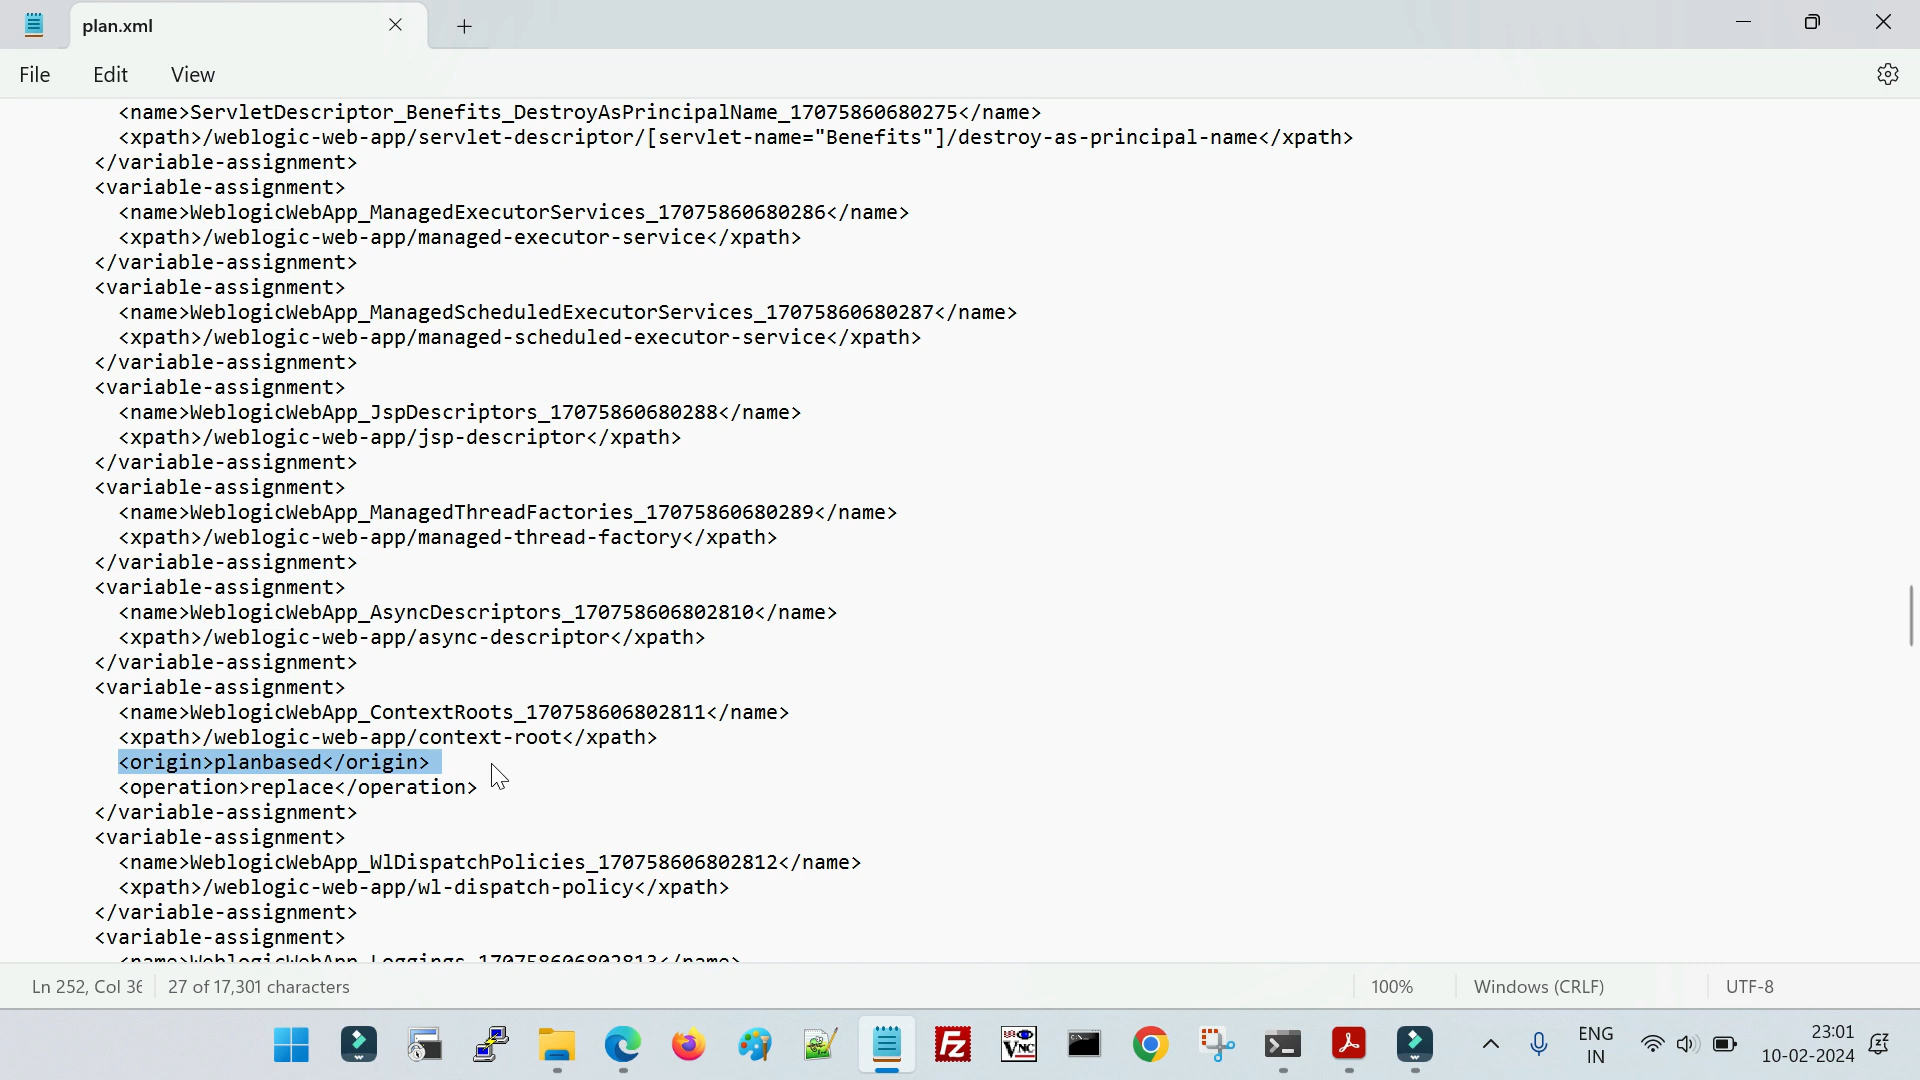 plan.xml
File Edit View
<name>ServletDescriptor_Benefits_DestroyAsPrincipalName_17075860680275</name>
<xpath>/weblogic-web-app/servlet-descriptor/[servlet-name="Benefits"]/destroy-as-principal-name</xpath>
</variable-assignment>
<variable-assignment>
<name>WeblogicWebApp_ManagedExecutorServices_17075860680286</name>
<xpath>/weblogic-web-app/managed-executor-service</xpath>
</variable-assignment>
<variable-assignment>
<name>WeblogicWebApp_ManagedScheduledExecutorServices_17075860680287</name>
<xpath>/weblogic-web-app/managed-scheduled-executor-service</xpath>
</variable-assignment>
<variable-assignment>
<name>WeblogicWebApp_JspDescriptors_17075860680288</name>
<xpath>/weblogic-web-app/jsp-descriptor</xpath>
</variable-assignment>
<variable-assignment>
<name>WeblogicWebApp_ManagedThreadFactories_17075860680289</name>
<xpath>/weblogic-web-app/managed-thread-factory</xpath>
</variable-assignment>
<variable-assignment>
<name>WeblogicWebApp_AsyncDescriptors_170758606802810</name>
<xpath>/weblogic-web-app/async-descriptor</xpath>
</variable-assignment>
<variable-assignment>
<name>WeblogicWebApp_ContextRoots_170758606802811</name>
<xpath>/weblogic-web-app/context-root</xpath>
<origin>planbased</origin>
<operation>replace</operation>
</variable-assignment>
<variable-assignment>
<name>WeblogicWebApp_WlDispatchPolicies_170758606802812</name>
<xpath>/weblogic-web-app/wl-dispatch-policy</xpath>
</variable-assignment>
<variable-assignment>
<name>WeblogicWebApp_Loggings_170758606802813</name>
Ln 252, Col 36 27 of 17,301 characters 100% Windows (CRLF) UTF-8
ENG 23:01
IN 10-02-2024